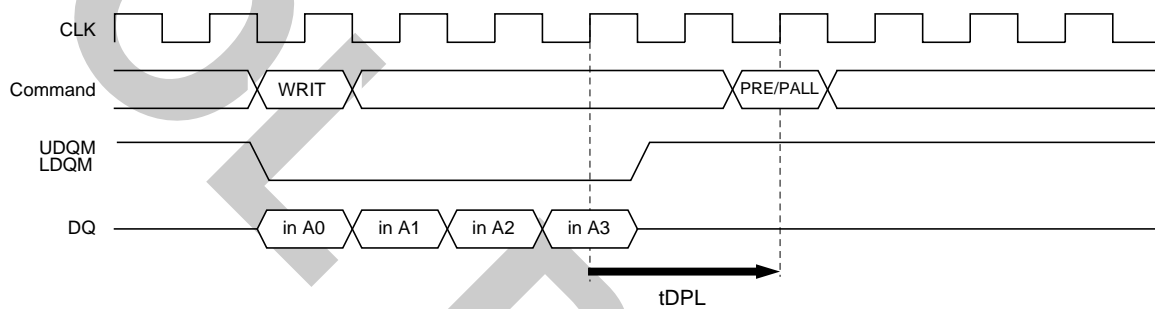 CLK
Command
WRIT
PRE/PALL
UDQM
LDQM
DQ
in A0
in A1
in A2
in A3
tDPL